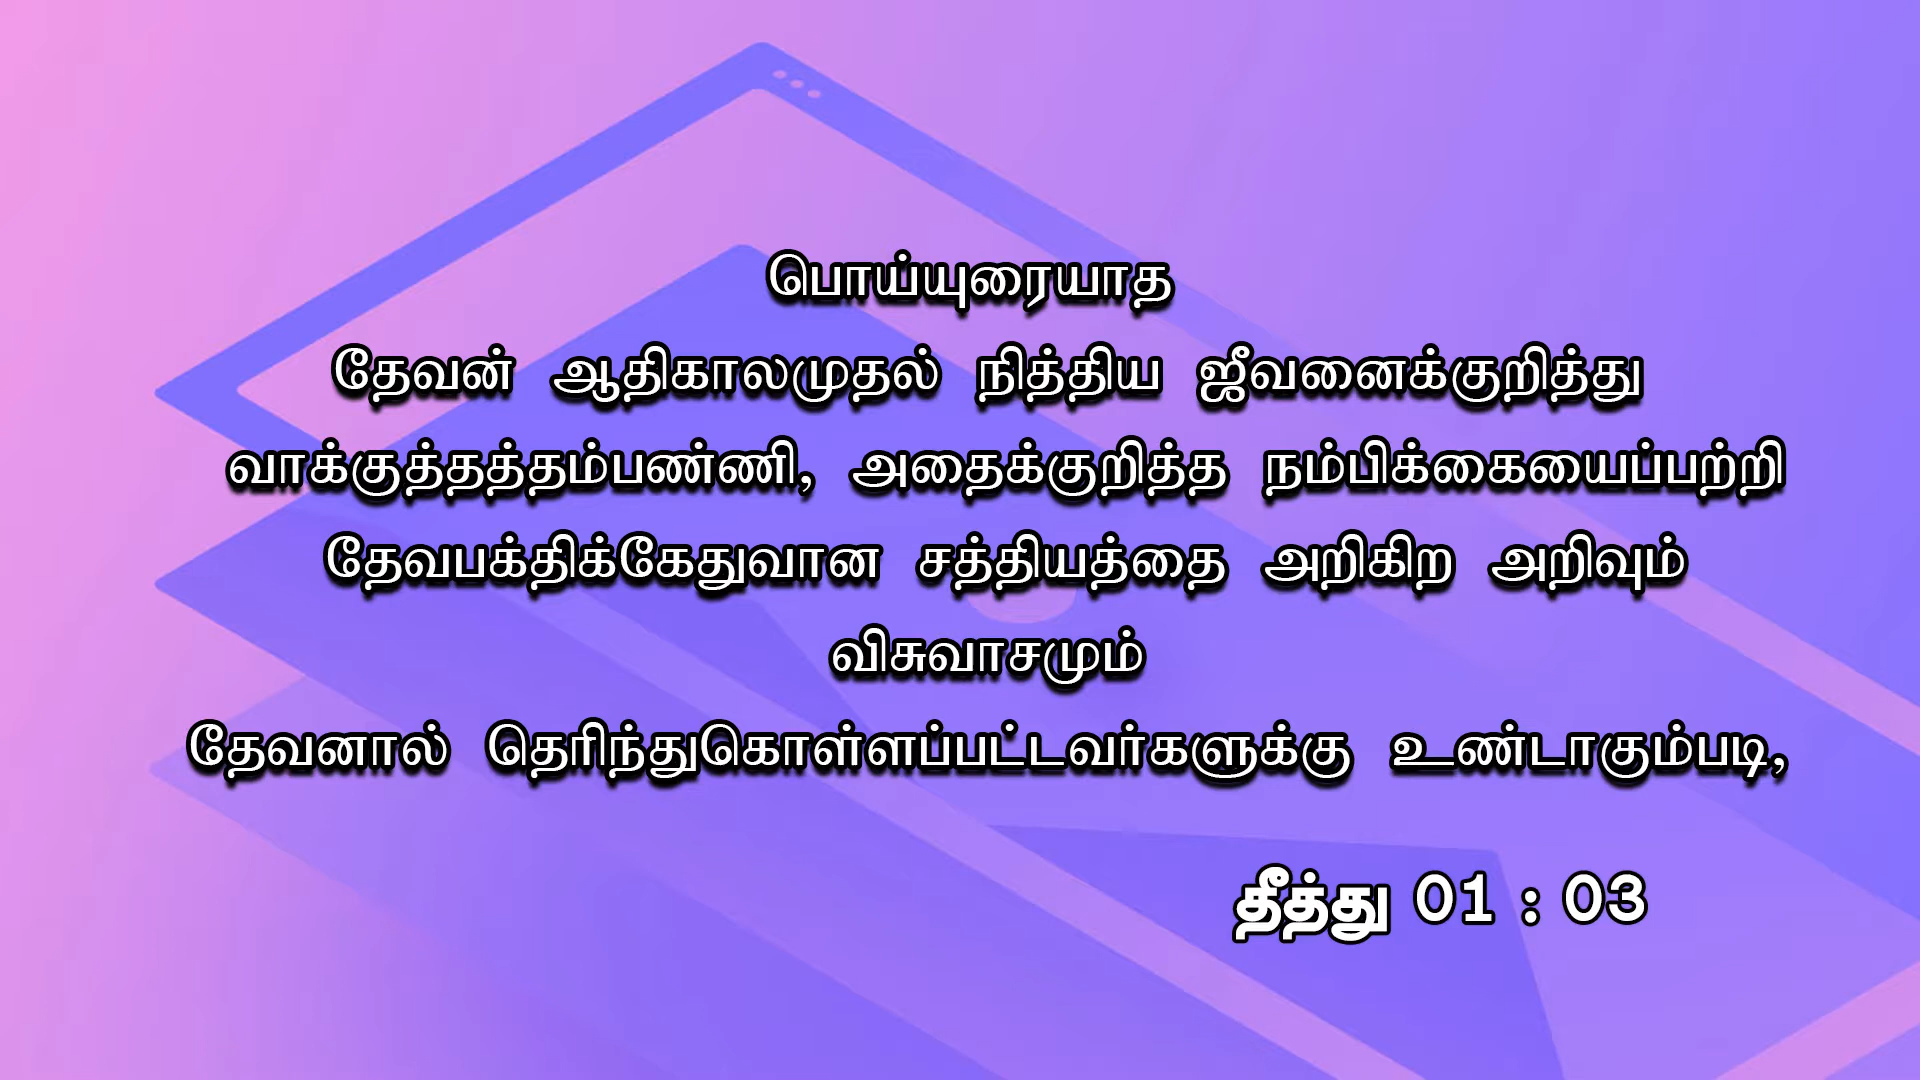 பொய்யுரையாத
தேவன் ஆதிகாலமுதல் நித்திய ஜீவனைக்குறித்து
வாக்குத்தத்தம்பண்ணி, அதைக்குறித்த நம்பிக்கையைப்பற்றி
தேவபக்திக்கேதுவான சத்தியத்தை அறிகிற அறிவும்
விசுவாசமும்
தேவனால் தெரிந்துகொள்ளப்பட்டவர்களுக்கு உண்டாகும்படி,
தீத்து 01 : 03